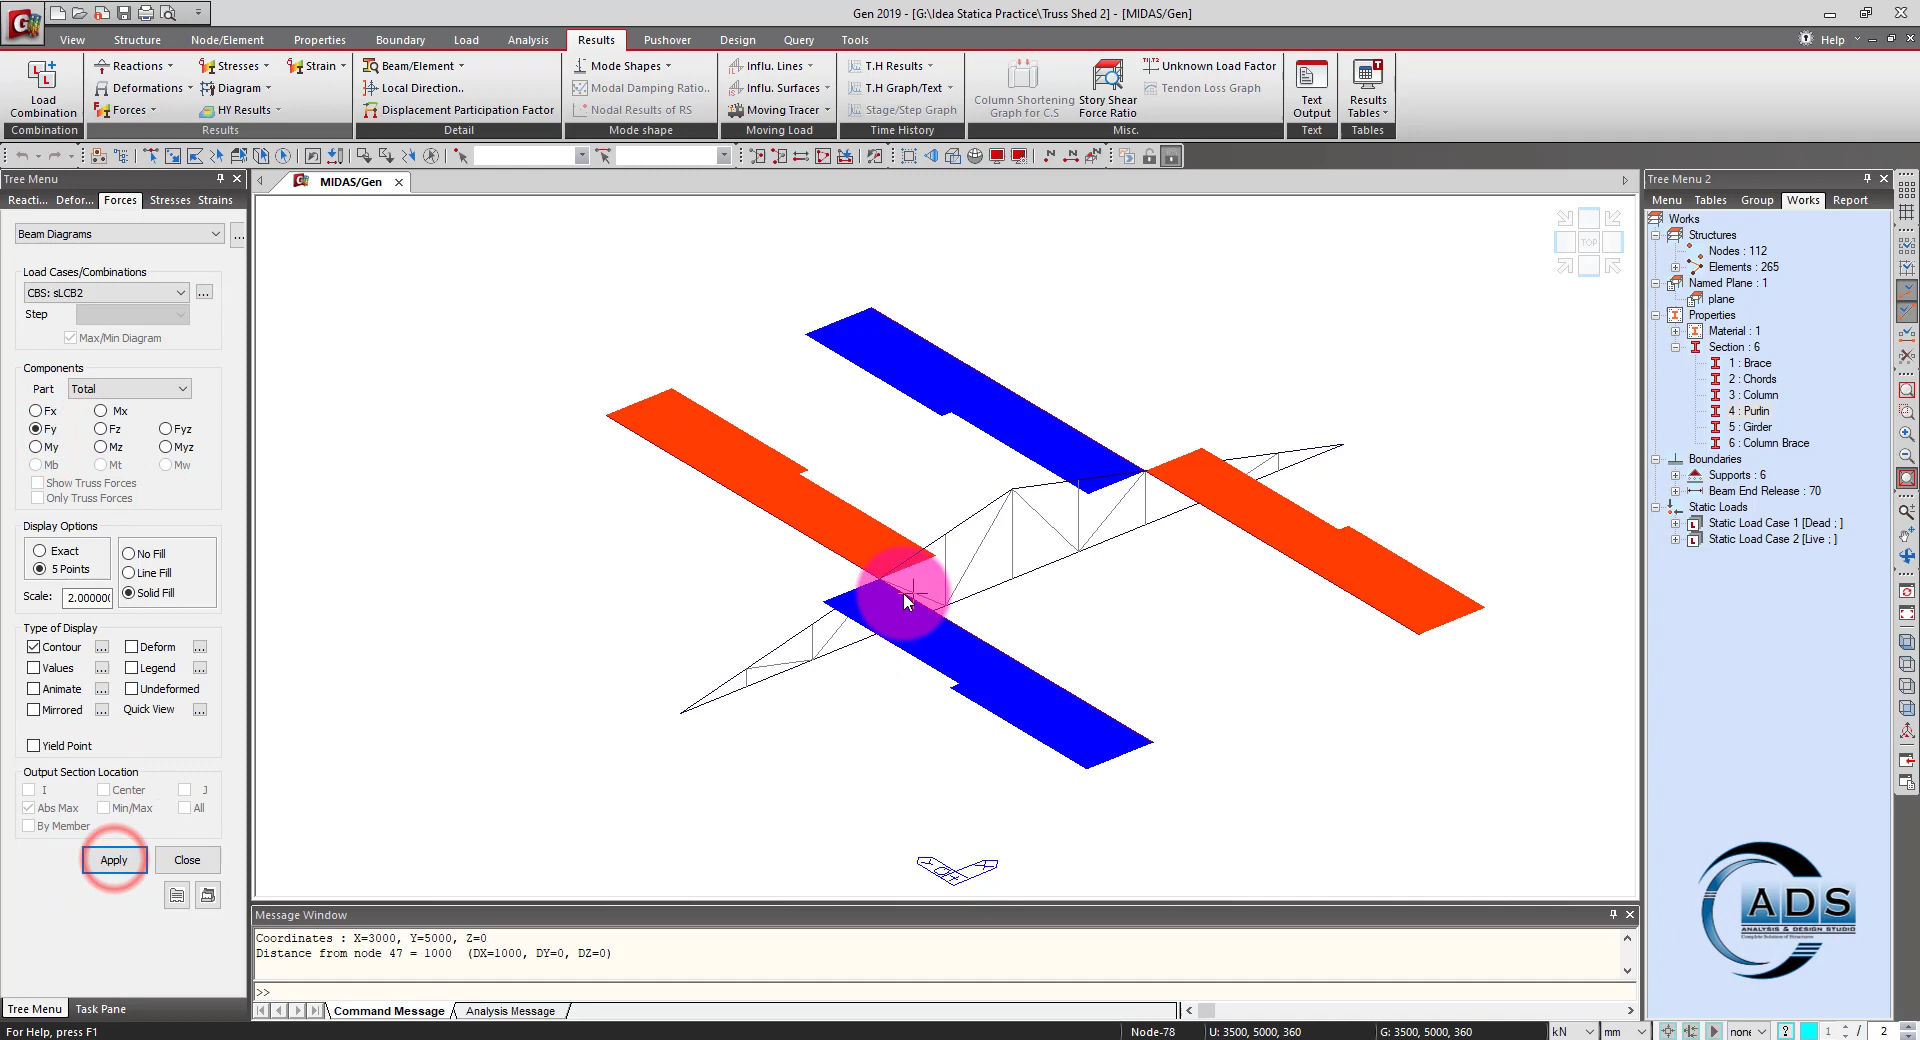 Gen 2019 - [G:\Idea Statica Practice\Truss Shed 2] - [MIDAS/Gen]
View Structure Node/Element Properties Boundary Load Analysis Results Pushover Design Query Tools Help
Reactions Stresses Strain Beam/Element Mode Shapes Influ. Lines T.H Results Unknown Load Factor
Deformations Diagram Local Direction.. Modal Damping Ratio.. Influ. Surfaces T.H Graph/Text Tendon Loss Graph
Load Combination
Forces HY Results Displacement Participation Factor Nodal Results of RS Moving Tracer Stage/Step Graph
Column Shortening Graph for C.S
Story Shear Force Ratio
Text Output
Results Tables
Combination Results Detail Mode shape Moving Load Time History Misc. Text Tables
Tree Menu
Reacti... Defor... Forces Stresses Strains
Beam Diagrams
...
Load Cases/Combinations
CBS: sLCB2
...
Step
Max/Min Diagram
Components
Part Total
Fx Mx
Fy Fz Fyz
My Mz Myz
Mb Mt Mw
Show Truss Forces
Only Truss Forces
Display Options
Exact
5 Points
No Fill
Line Fill
Solid Fill
Scale: 2.00000(
Type of Display
Contour ... Deform ...
Values ... Legend ...
Animate ... Undeformed
Mirrored ... Quick View ...
Yield Point
Output Section Location
I Center J
Abs Max Min/Max All
By Member
Apply Close
Tree Menu Task Pane
MIDAS/Gen
TOP
Message Window
Coordinates : X=3000, Y=5000, Z=0
Distance from node 47 = 1000 (DX=1000, DY=0, DZ=0)
>>
Command Message Analysis Message
Tree Menu 2
Menu Tables Group Works Report
Works
Structures
Nodes : 112
Elements : 265
Named Plane : 1
plane
Properties
Material : 1
Section : 6
1 : Brace
2 : Chords
3 : Column
4 : Purlin
5 : Girder
6 : Column Brace
Boundaries
Supports : 6
Beam End Release : 70
Static Loads
Static Load Case 1 [Dead ; ]
Static Load Case 2 [Live ; ]
ADS
ANALYSIS & DESIGN STUDIO
Complete Solution of Structures
For Help, press F1
Node-78 U: 3500, 5000, 360 G: 3500, 5000, 360 kN mm none ? 1 / 2